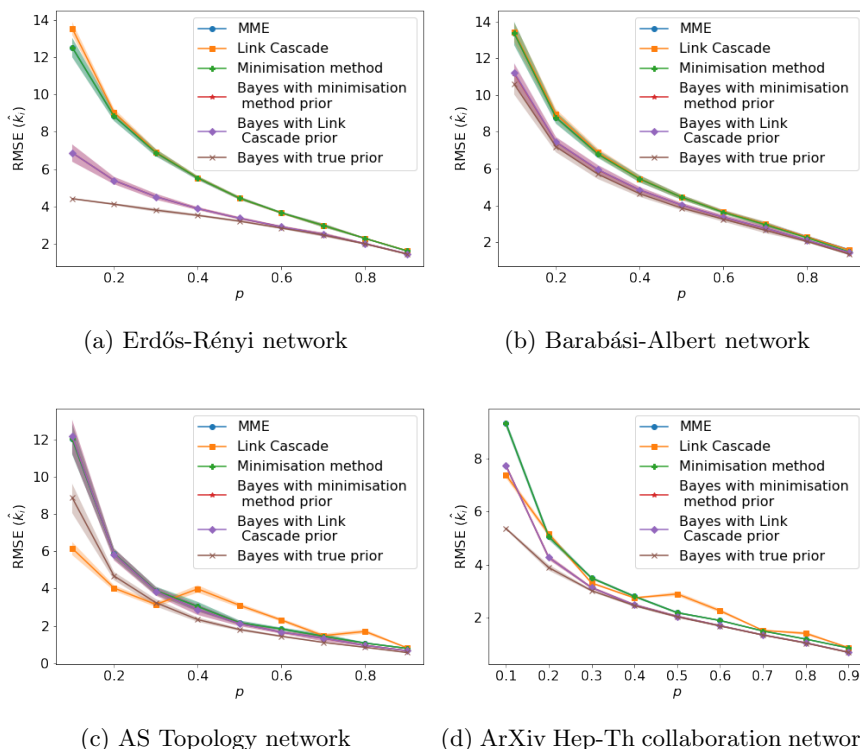 14
12
10
8
6
4
2
RMSE (k̂ᵢ)
MME
Link Cascade
Minimisation method
Bayes with minimisation
method prior
Bayes with Link
Cascade prior
Bayes with true prior
0.2
0.4
0.6
0.8
p
(a) Erdős-Rényi network
14
12
10
8
6
4
2
RMSE (k̂ᵢ)
MME
Link Cascade
Minimisation method
Bayes with minimisation
method prior
Bayes with Link
Cascade prior
Bayes with true prior
0.2
0.4
0.6
0.8
p
(b) Barabási-Albert network
12
10
8
6
4
2
0
RMSE (k̂ᵢ)
MME
Link Cascade
Minimisation method
Bayes with minimisation
method prior
Bayes with Link
Cascade prior
Bayes with true prior
0.2
0.4
0.6
0.8
p
(c) AS Topology network
8
6
4
2
RMSE (k̂ᵢ)
MME
Link Cascade
Minimisation method
Bayes with minimisation
method prior
Bayes with Link
Cascade prior
Bayes with true prior
0.1
0.2
0.3
0.4
0.5
0.6
0.7
0.8
0.9
p
(d) ArXiv Hep-Th collaboration networ